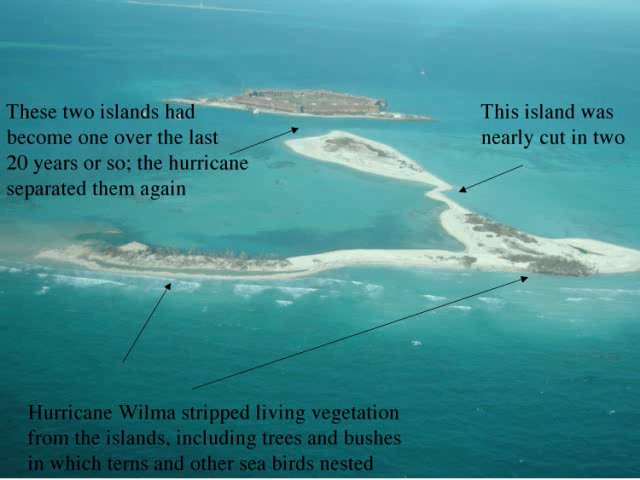 These two islands had
become one over the last
20 years or so; the hurricane
separated them again
This island was
nearly cut in two
Hurricane Wilma stripped living vegetation
from the islands, including trees and bushes
in which terns and other sea birds nested